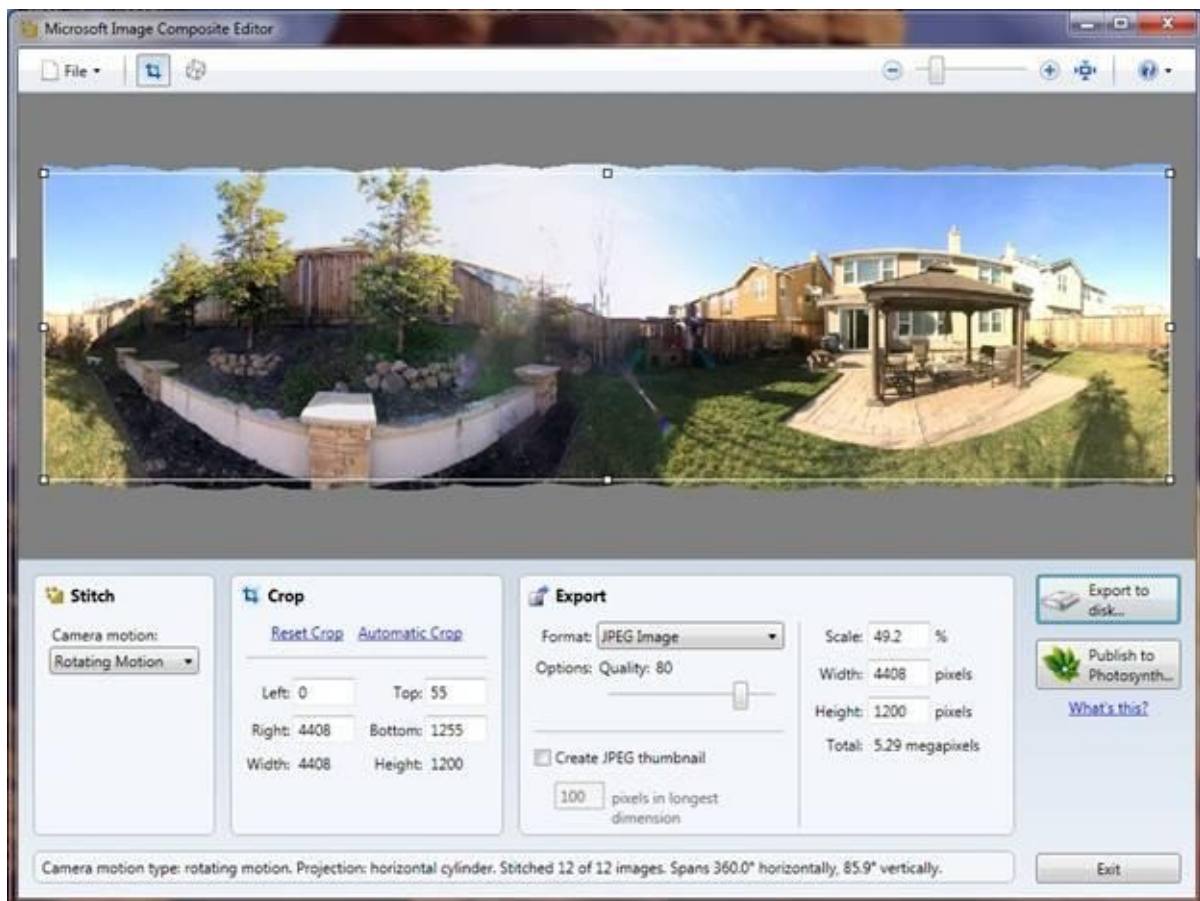 Microsoft Image Composite Editor
File
Stitch
Camera motion:
Rotating Motion
Crop
Reset Crop Automatic Crop
Left: 0 Top: 55
Right: 4408 Bottom: 1255
Width: 4408 Height: 1200
Export
Format: JPEG Image
Options: Quality: 80
Create JPEG thumbnail
100 pixels in longest
dimension
Scale: 49.2 %
Width: 4408 pixels
Height: 1200 pixels
Total: 5.29 megapixels
Export to
disk...
Publish to
Photosynth...
What's this?
Camera motion type: rotating motion. Projection: horizontal cylinder. Stitched 12 of 12 images. Spans 360.0° horizontally, 85.9° vertically.
Exit